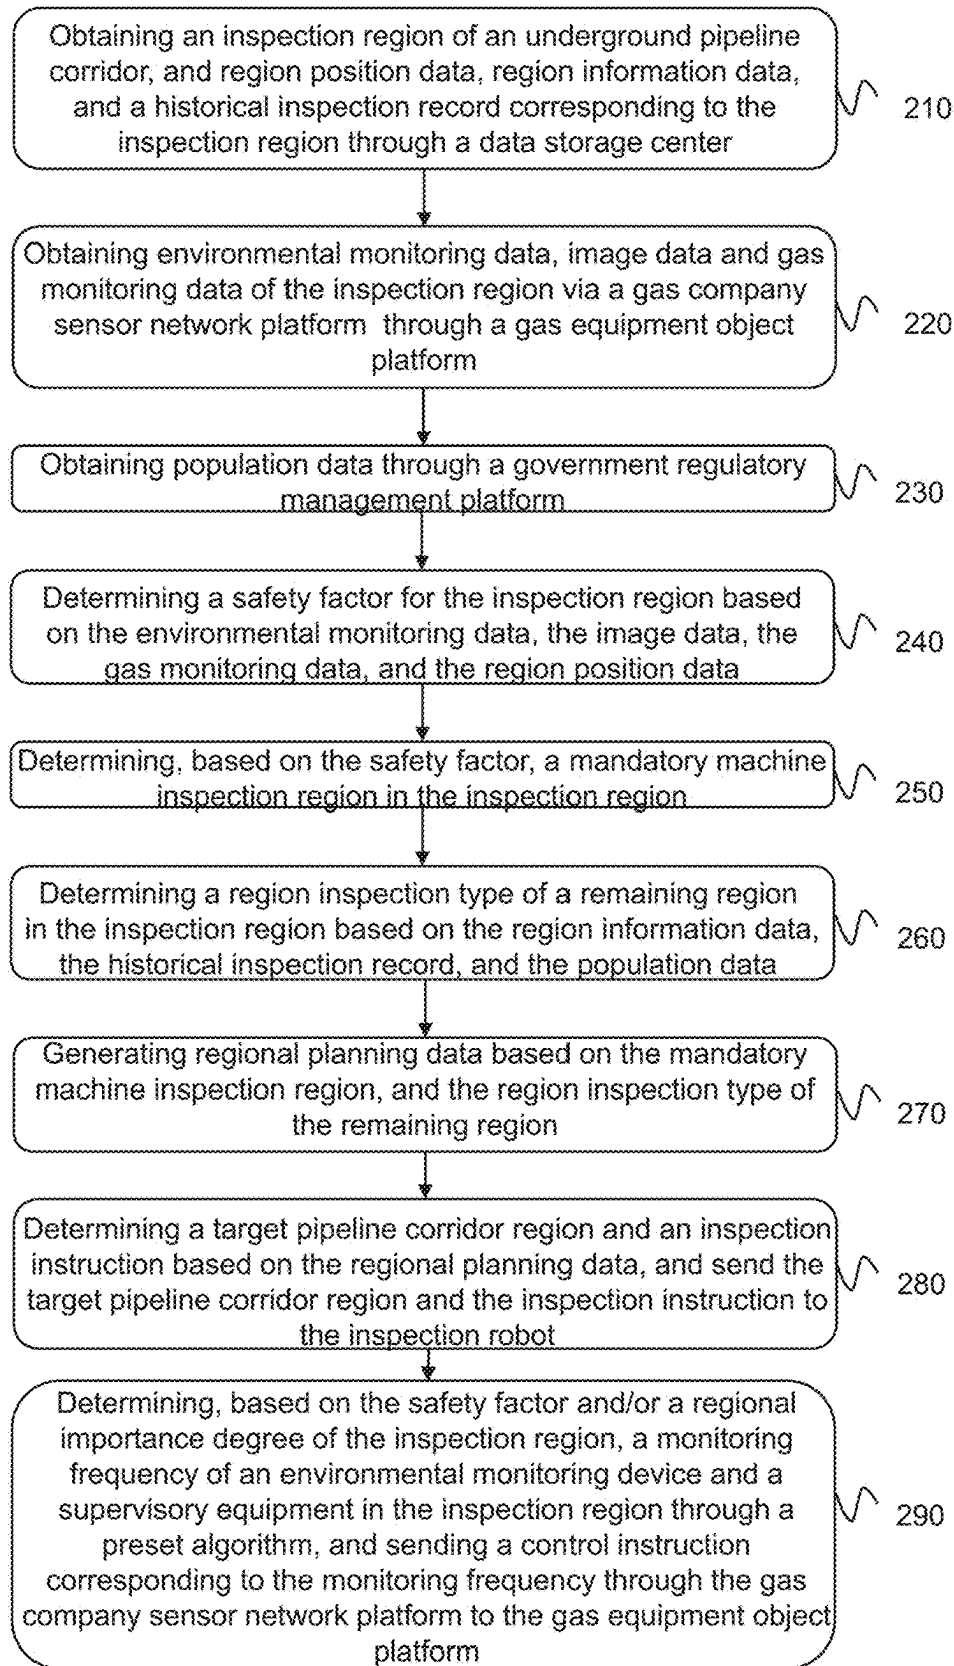 Obtaining an inspection region of an underground pipeline
corridor, and region position data, region information data,
and a historical inspection record corresponding to the
inspection region through a data storage center
210
Obtaining environmental monitoring data, image data and gas
monitoring data of the inspection region via a gas company
sensor network platform through a gas equipment object
platform
220
Obtaining population data through a government regulatory
management platform
230
Determining a safety factor for the inspection region based
on the environmental monitoring data, the image data, the
gas monitoring data, and the region position data
240
Determining, based on the safety factor, a mandatory machine
inspection region in the inspection region
250
Determining a region inspection type of a remaining region
in the inspection region based on the region information data,
the historical inspection record, and the population data
260
Generating regional planning data based on the mandatory
machine inspection region, and the region inspection type of
the remaining region
270
Determining a target pipeline corridor region and an inspection
instruction based on the regional planning data, and send the
target pipeline corridor region and the inspection instruction to
the inspection robot
280
Determining, based on the safety factor and/or a regional
importance degree of the inspection region, a monitoring
frequency of an environmental monitoring device and a
supervisory equipment in the inspection region through a
preset algorithm, and sending a control instruction
corresponding to the monitoring frequency through the gas
company sensor network platform to the gas equipment object
platform
290